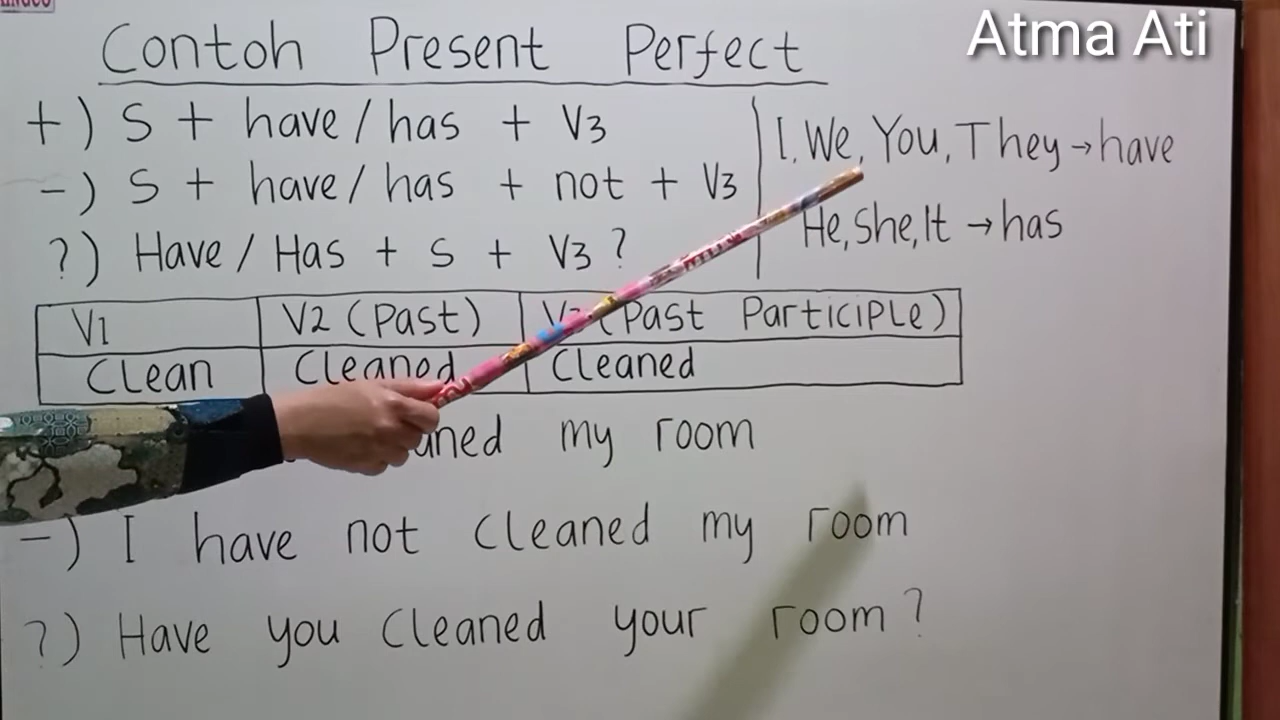 Atma Ati
Contoh Present Perfect
+) S + have / has + V3
-) S + have / has + not + V3
?) Have / Has + S + V3 ?
I, We, You, They → have
He, She, It → has
V1 V2 (Past) (Past Participle)
Clean Cleaned Cleaned
my room
-) I have not cleaned my room
?) Have you cleaned your room ?